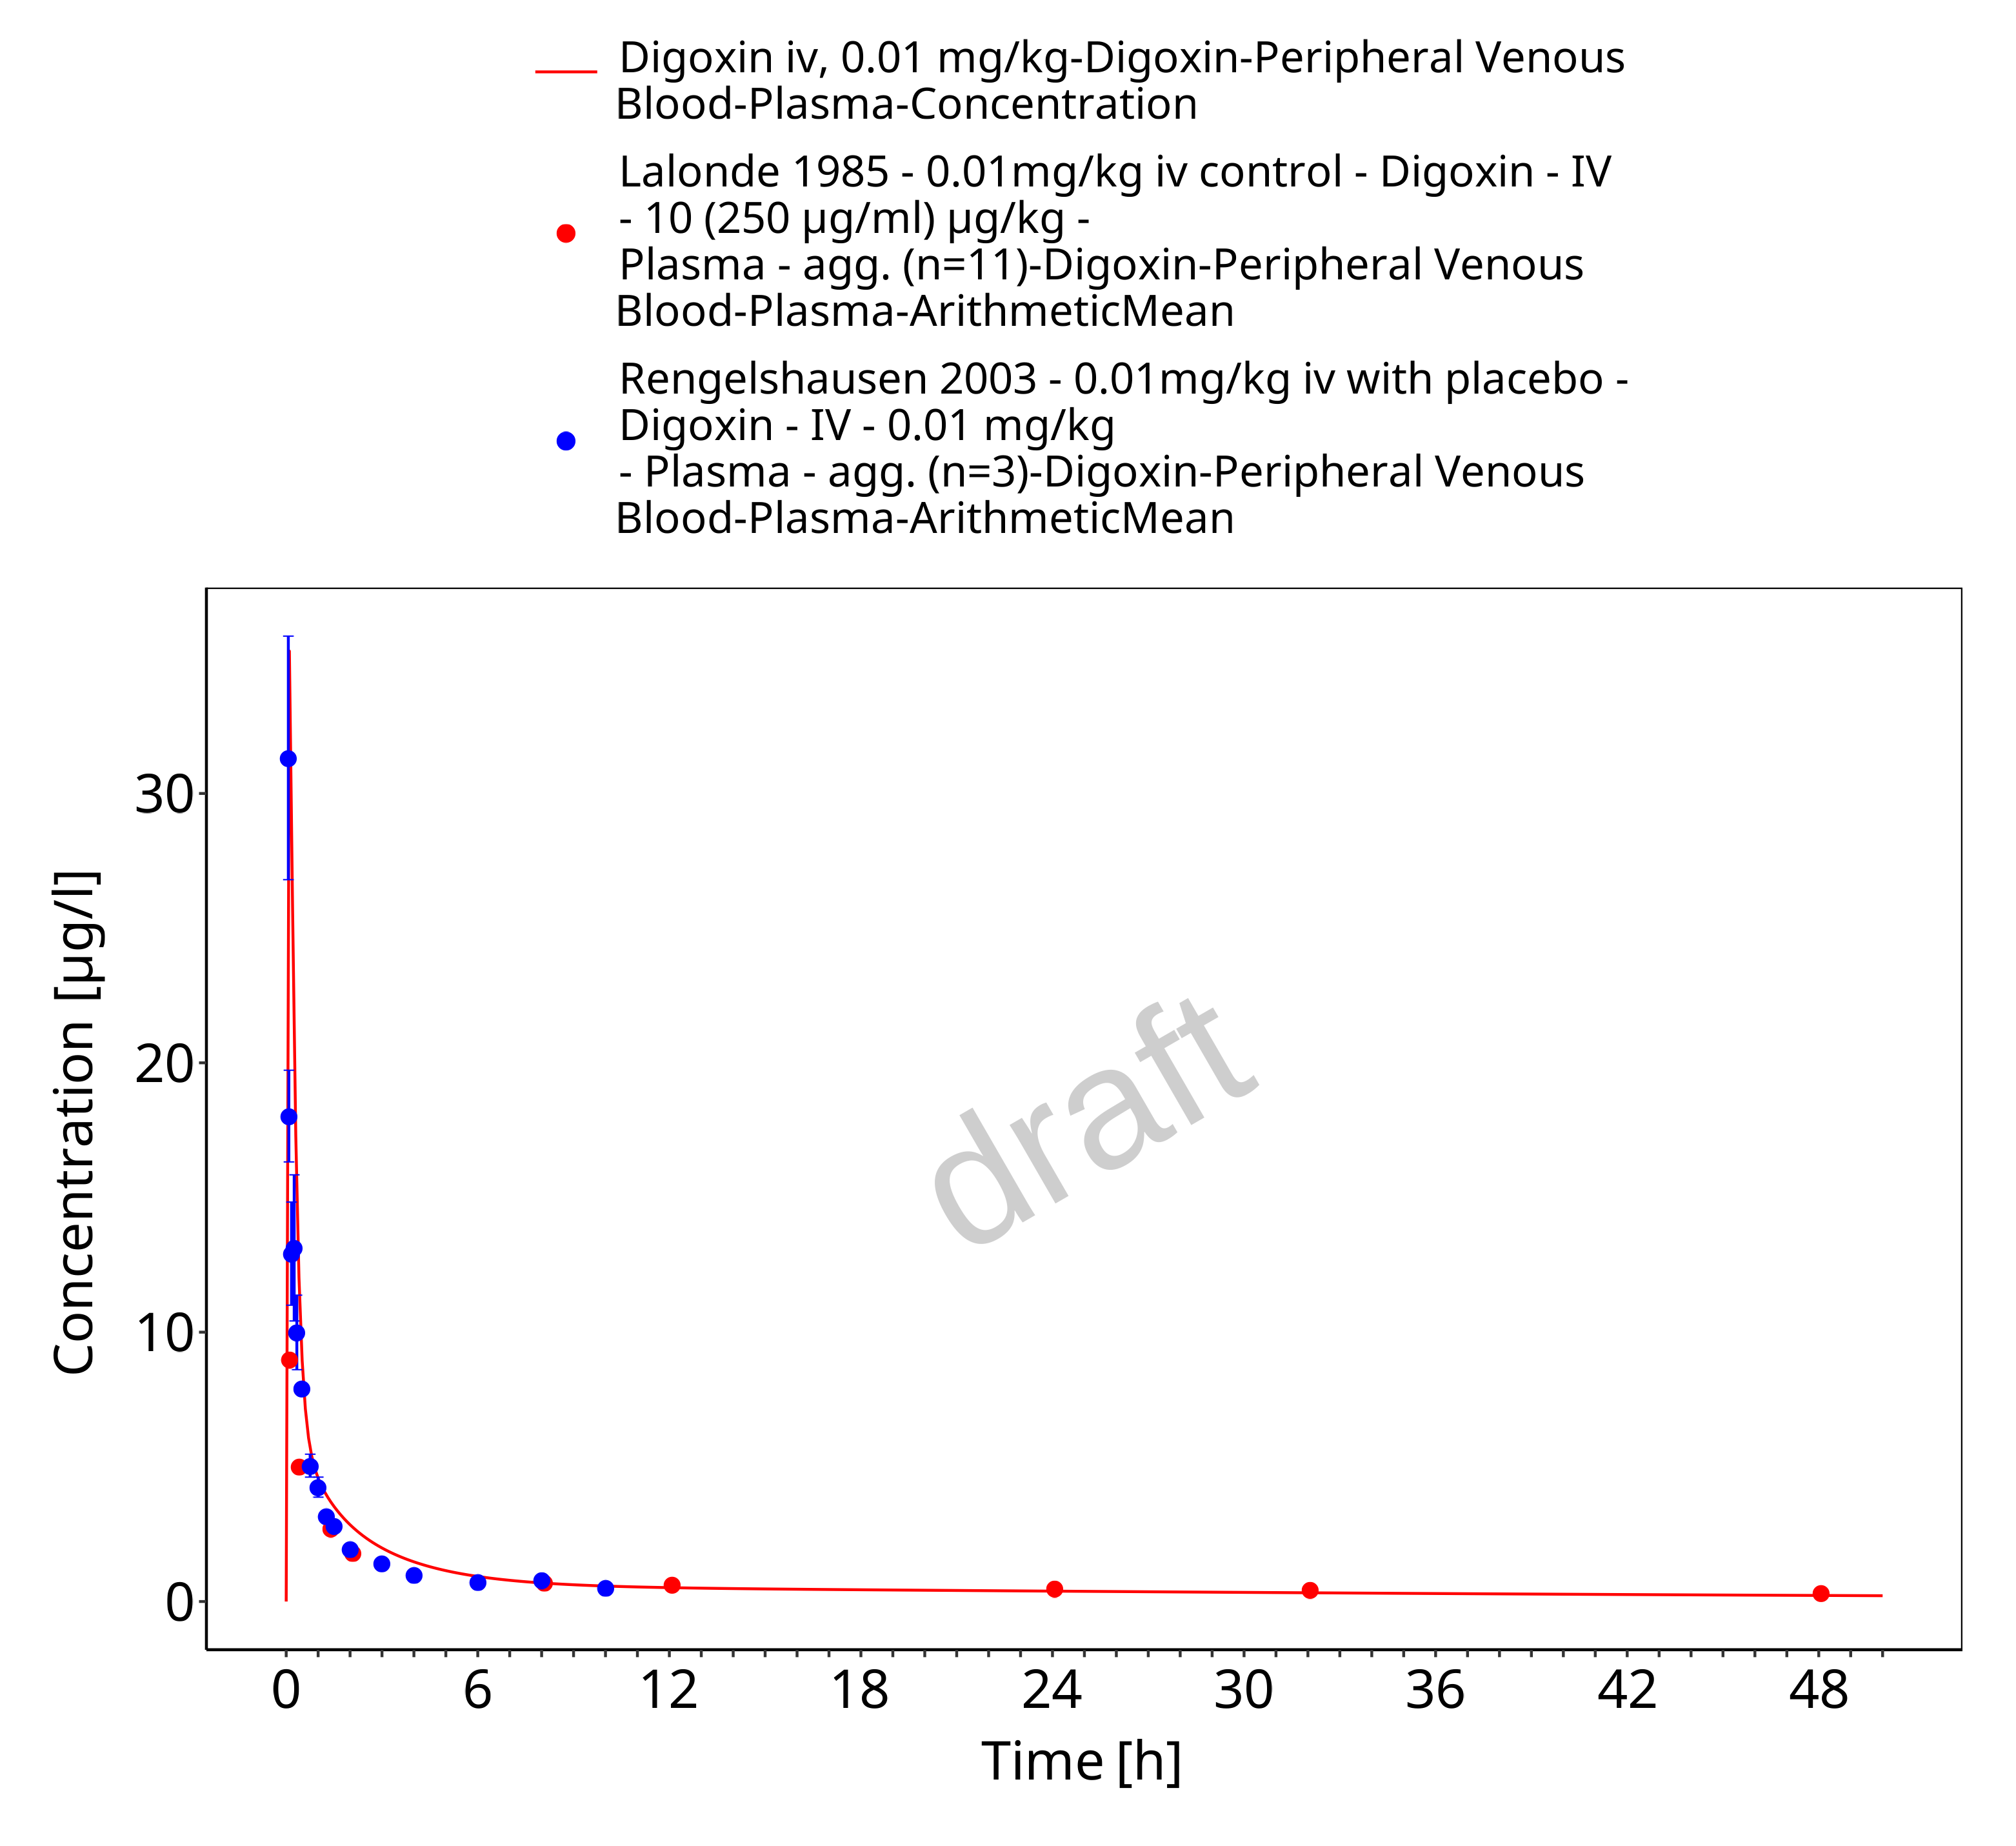 Digoxin iv, 0.01 mg/kg-Digoxin-Peripheral Venous
Blood-Plasma-Concentration
Lalonde 1985 - 0.01mg/kg iv control - Digoxin - IV
- 10 (250 µg/ml) µg/kg -
Plasma - agg. (n=11)-Digoxin-Peripheral Venous
Blood-Plasma-ArithmeticMean
Rengelshausen 2003 - 0.01mg/kg iv with placebo -
Digoxin - IV - 0.01 mg/kg
- Plasma - agg. (n=3)-Digoxin-Peripheral Venous
Blood-Plasma-ArithmeticMean
30
20
10
0
Concentration [µg/l]
draft
0 6 12 18 24 30 36 42 48
Time [h]